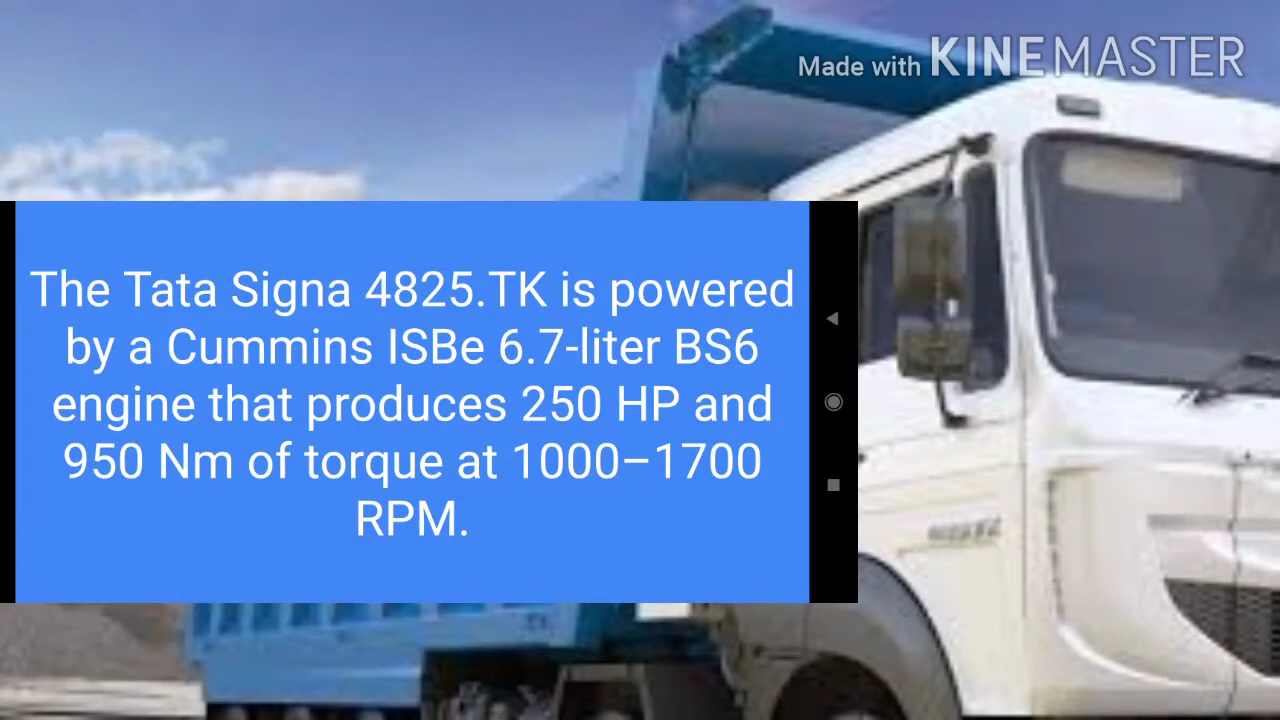 Made with KINEMASTER
The Tata Signa 4825.TK is powered
by a Cummins ISBe 6.7-liter BS6
engine that produces 250 HP and
950 Nm of torque at 1000–1700
RPM.